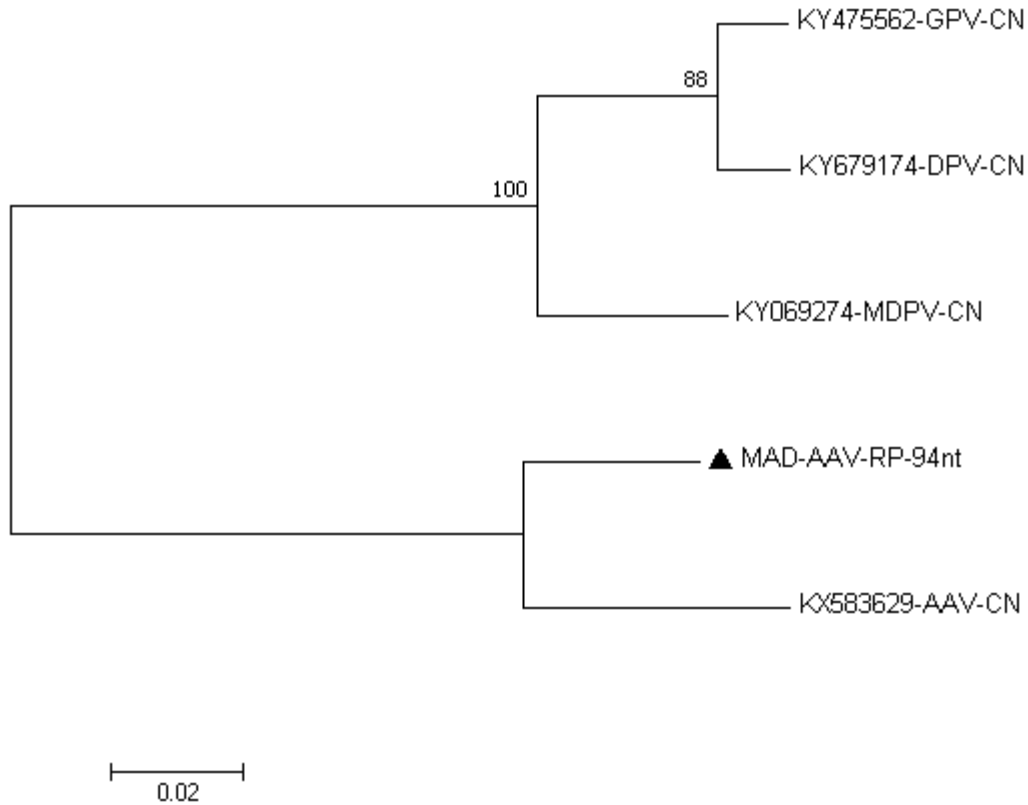 KY475562-GPV-CN
88
KY679174-DPV-CN
100
KY069274-MDPV-CN
MAD-AAV-RP-94nt
KX583629-AAV-CN
0.02